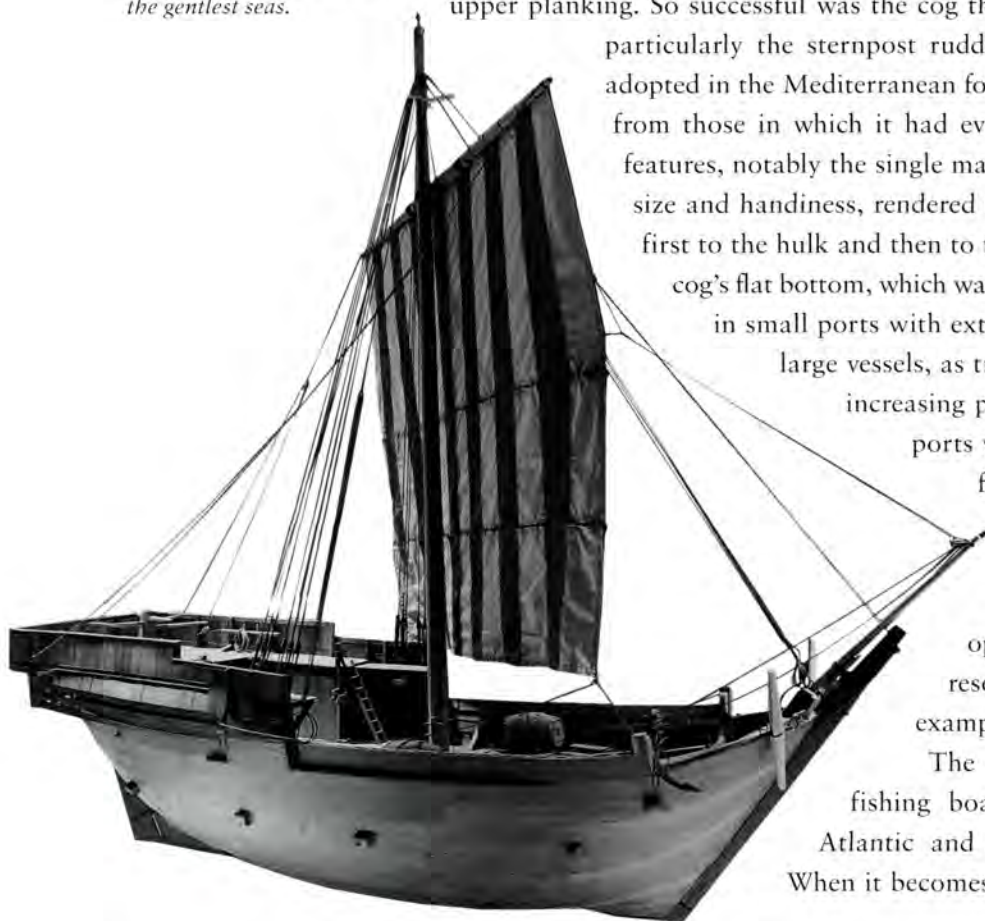 the gentlest seas.
upper planking. So successful was the cog th
particularly the sternpost rudd
adopted in the Mediterranean fo
from those in which it had ev
features, notably the single ma
size and handiness, rendered
first to the hulk and then to t
cog's flat bottom, which wa
in small ports with ext
large vessels, as t
increasing p
ports
f
op
rese
examp
The
fishing boa
Atlantic and
When it becomes